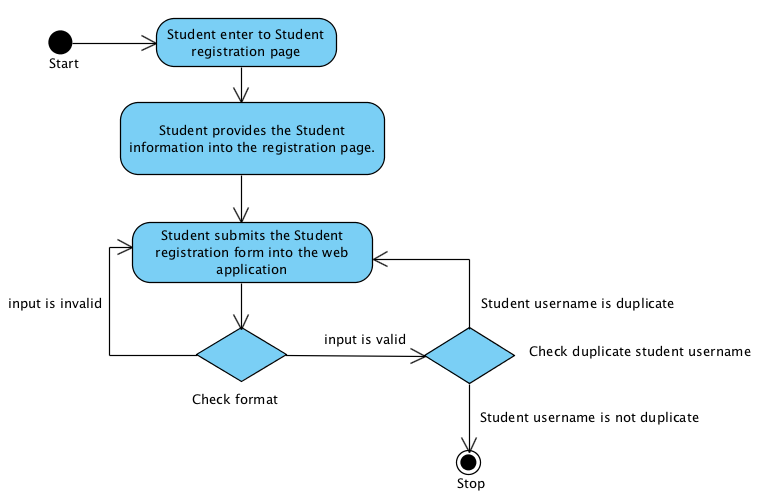 Student enter to Student
registration page
Start
Student provides the Student
information into the registration page.
Student submits the Student
registration form into the web
application
input is invalid
Student username is duplicate
input is valid
Check duplicate student username
Check format
Student username is not duplicate
Stop